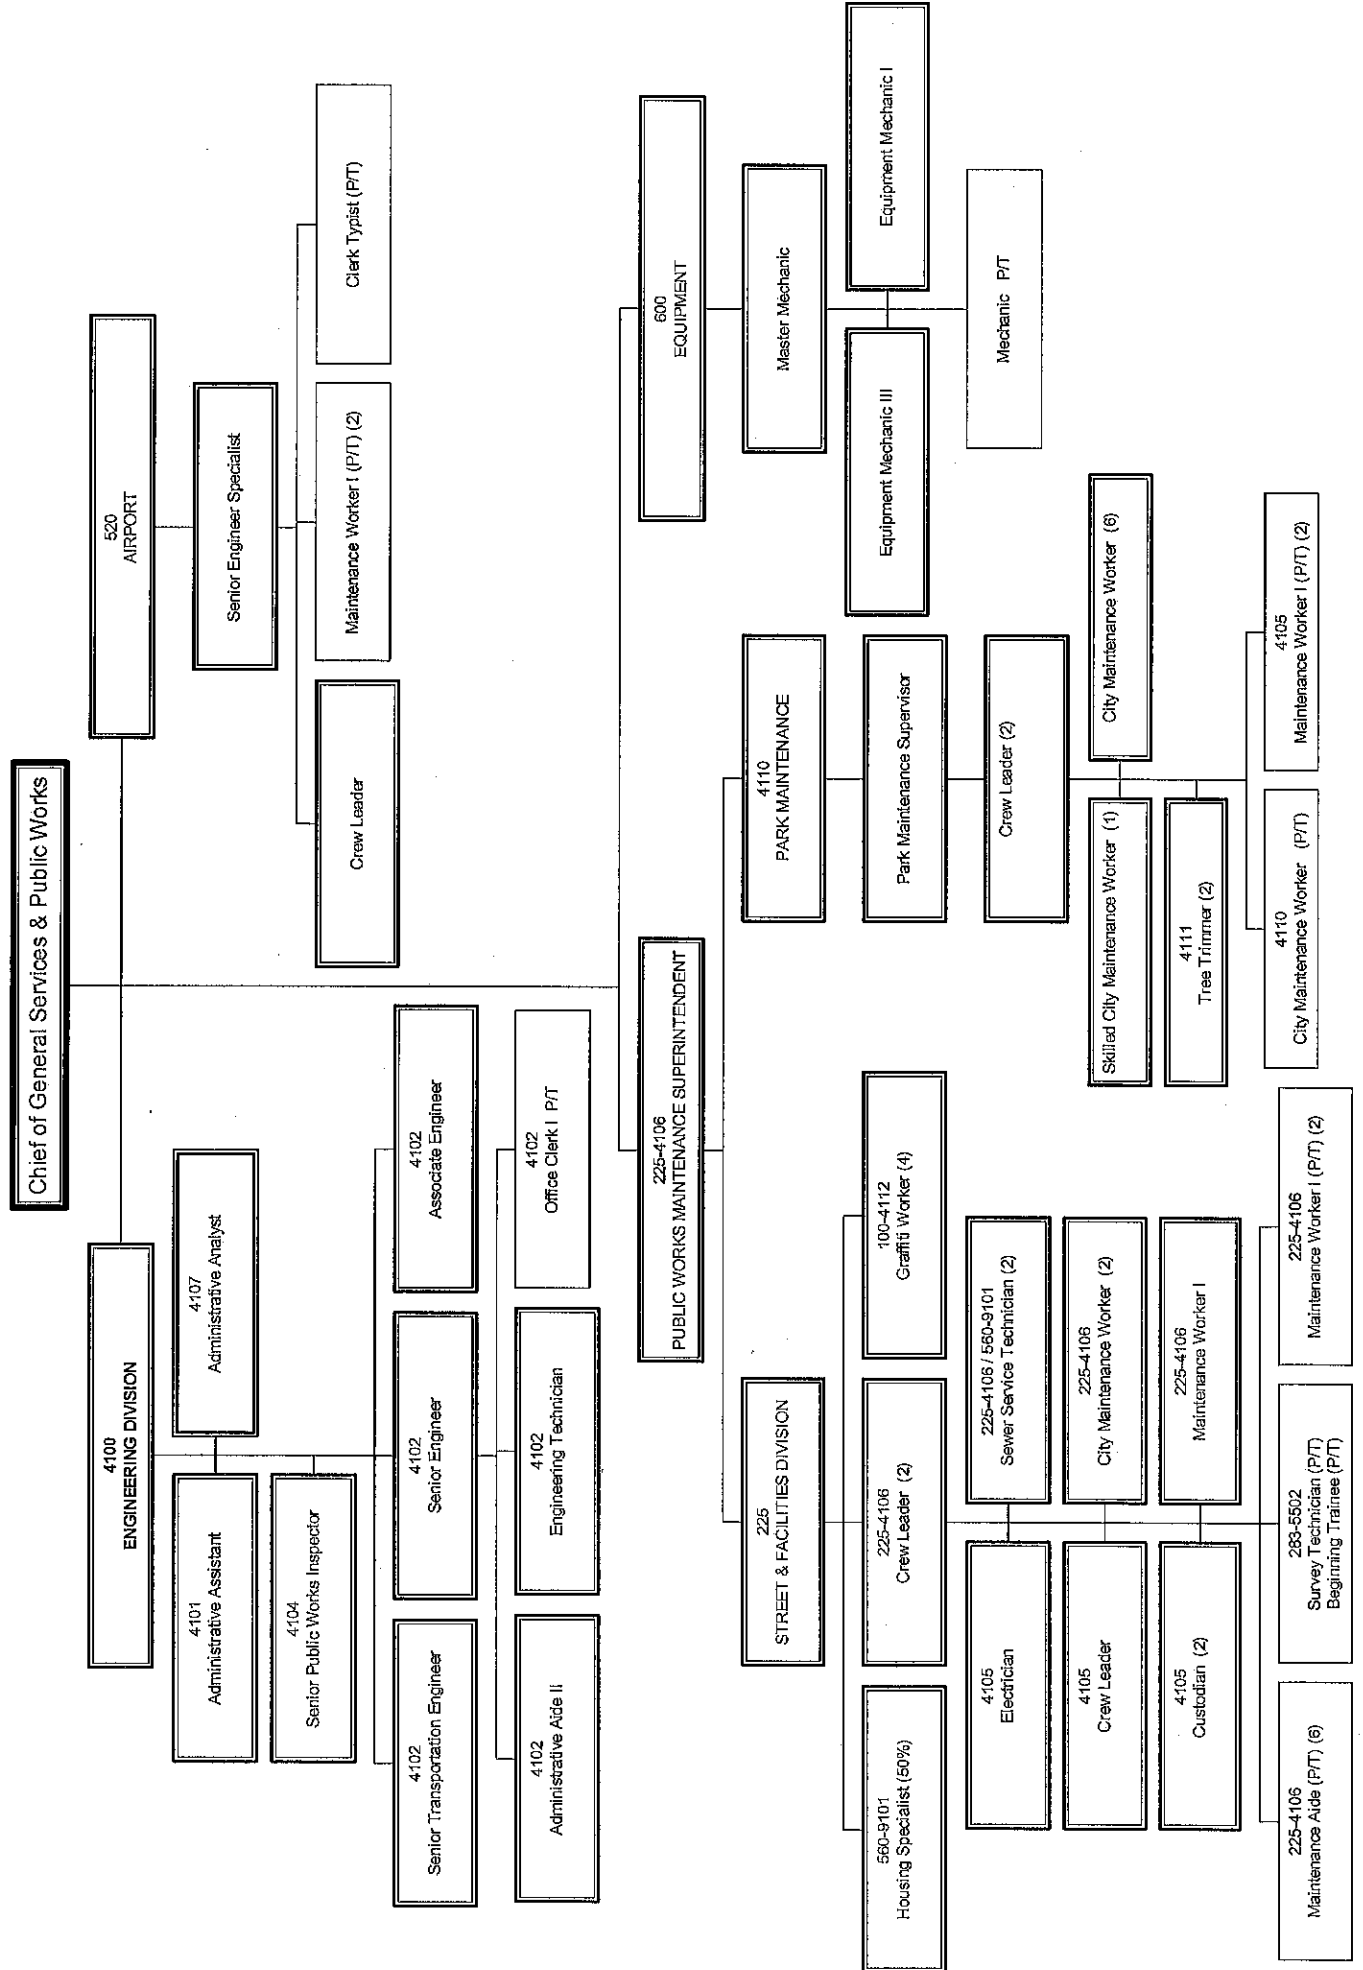 Chief of General Services & Public Works
4100
ENGINEERING DIVISION
520
AIRPORT
4101
Administrative Assistant
4107
Administrative Analyst
Senior Engineer Specialist
4104
Senior Public Works Inspector
Crew Leader
Maintenance Worker I (P/T) (2)
Clerk Typist (P/T)
4102
Senior Transportation Engineer
4102
Senior Engineer
4102
Associate Engineer
4102
Administrative Aide II
4102
Engineering Technician
4102
Office Clerk I P/T
225-4106
PUBLIC WORKS MAINTENANCE SUPERINTENDENT
600
EQUIPMENT
225
STREET & FACILITIES DIVISION
4110
PARK MAINTENANCE
Master Mechanic
560-9101
Housing Specialist (50%)
225-4106
Crew Leader (2)
100-4112
Graffiti Worker (4)
Park Maintenance Supervisor
Equipment Mechanic III
Equipment Mechanic I
4105
Electrician
225-4106 / 560-9101
Sewer Service Technician (2)
Crew Leader (2)
Mechanic P/T
4105
Crew Leader
225-4106
City Maintenance Worker (2)
Skilled City Maintenance Worker (1)
City Maintenance Worker (6)
4105
Custodian (2)
225-4106
Maintenance Worker I
4111
Tree Trimmer (2)
225-4106
Maintenance Aide (P/T) (6)
283-5502
Survey Technician (P/T)
Beginning Trainee (P/T)
225-4106
Maintenance Worker I (P/T) (2)
4110
City Maintenance Worker (P/T)
4105
Maintenance Worker I (P/T) (2)